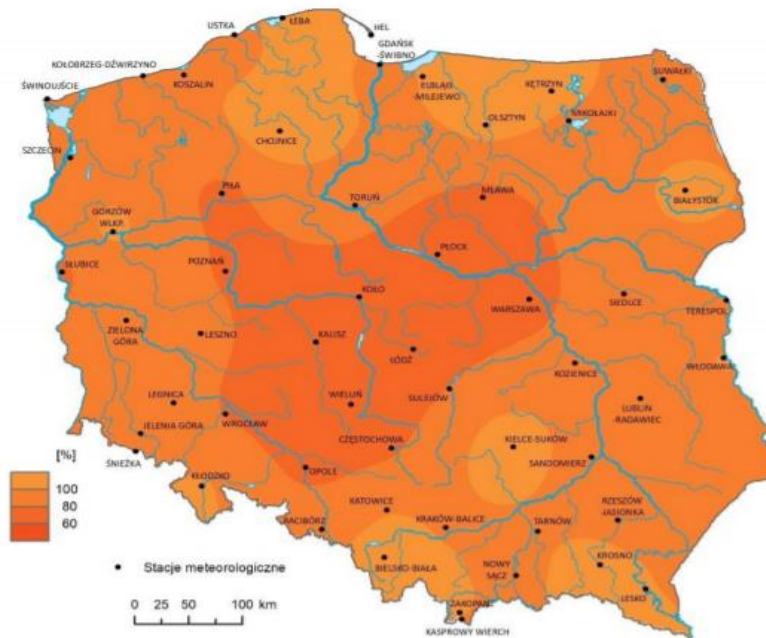 ŁEBA
USTKA
HEL
GDAŃSK
-ŚWIBNO
KOŁOBRZEG-DŹWIRZYNO
KOSZALIN
ŚWINOUJŚCIE
ELBLĄG
-MILEJEWO
KĘTRZYN
SUWAŁKI
CHOJNICE
OLSZTYN
MIKOŁAJKI
SZCZECIN
PIŁA
TORUŃ
MŁAWA
BIAŁYSTOK
GORZÓW
WLKP.
PŁOCK
SŁUBICE
POZNAŃ
KOŁO
WARSZAWA
SIEDLCE
TERESPOL
ZIELONA
GÓRA
LESZNO
KALISZ
ŁÓDŹ
WŁODAWA
KOZIENICE
LEGNICA
WIELUŃ
SULEJÓW
LUBLIN
-RADAWIEC
WROCŁAW
JELENIA GÓRA
CZĘSTOCHOWA
KIELCE-SUKÓW
SANDOMIERZ
ŚNIEŻKA
KŁODZKO
OPOLE
[%]
100
80
60
KATOWICE
RZESZÓW
-JASIONKA
RACIBÓRZ
KRAKÓW-BALICE
TARNÓW
BIELSKO-BIAŁA
NOWY
SĄCZ
KROSNO
LESKO
ZAKOPANE
KASPROWY WIERCH
Stacje meteorologiczne
0 25 50 100 km